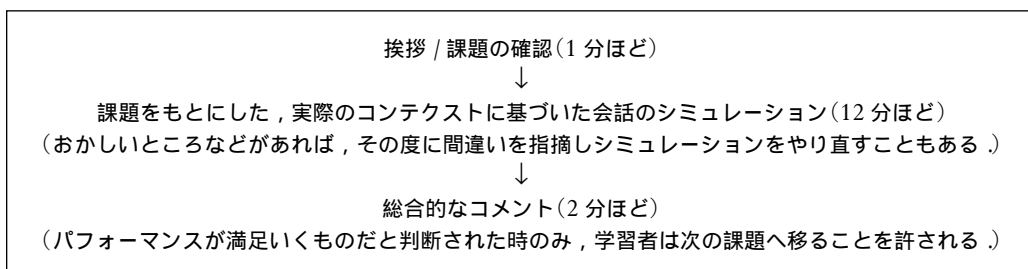 挨拶 / 課題の確認（1 分ほど）
↓
課題をもとにした，実際のコンテクストに基づいた会話のシミュレーション（12 分ほど）
（おかしいところなどがあれば，その度に間違いを指摘しシミュレーションをやり直すこともある．）
↓
総合的なコメント（2 分ほど）
（パフォーマンスが満足いくものだと判断された時のみ，学習者は次の課題へ移ることを許される．）